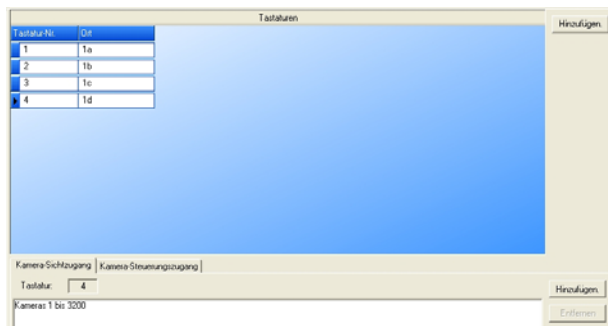 Tastaturen
Hinzufügen.
Tastatur-Nr. Ort
1 1a
2 1b
3 1c
4 1d
Kamera-Sichtzugang Kamera-Steuerungszugang
Tastatur: 4
Hinzufügen.
Kameras 1 bis 3200
Entfernen